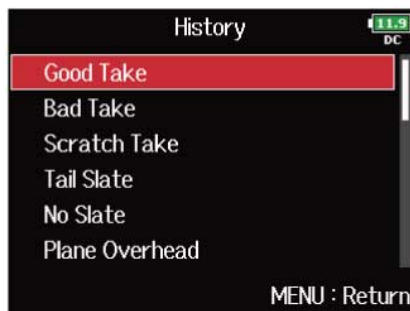 History
11.9
DC
Good Take
Bad Take
Scratch Take
Tail Slate
No Slate
Plane Overhead
MENU : Return